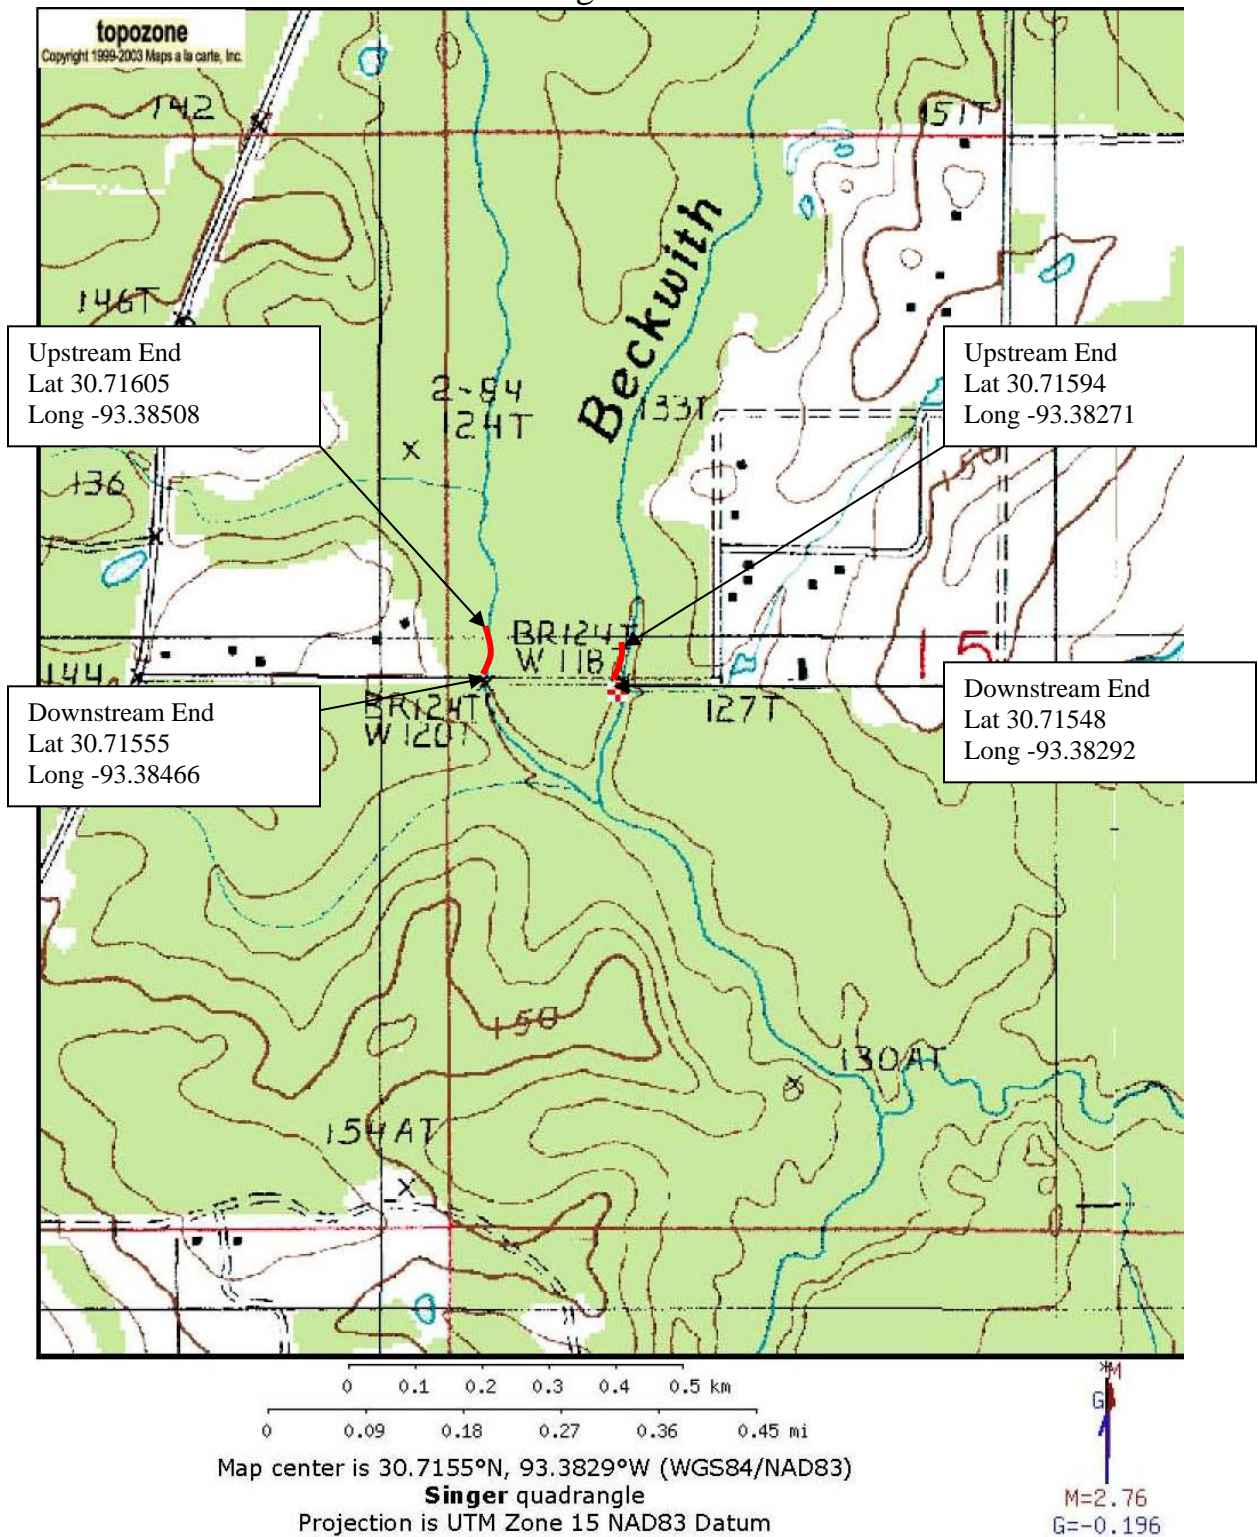 topozone
Copyright 1999-2003 Maps a la carte, Inc.
142
151T
146T
Beckwith
Upstream End
Lat 30.71605
Long -93.38508
Upstream End
Lat 30.71594
Long -93.38271
2-84
124T
133T
136
150
BR124T
W 118
15
144
BR124T
W 120T
127T
Downstream End
Lat 30.71555
Long -93.38466
Downstream End
Lat 30.71548
Long -93.38292
150
130AT
154AT
0 0.1 0.2 0.3 0.4 0.5 km
0 0.09 0.18 0.27 0.36 0.45 mi
Map center is 30.7155°N, 93.3829°W (WGS84/NAD83)
Singer quadrangle
Projection is UTM Zone 15 NAD83 Datum
*M
G
M=2.76
G=-0.196